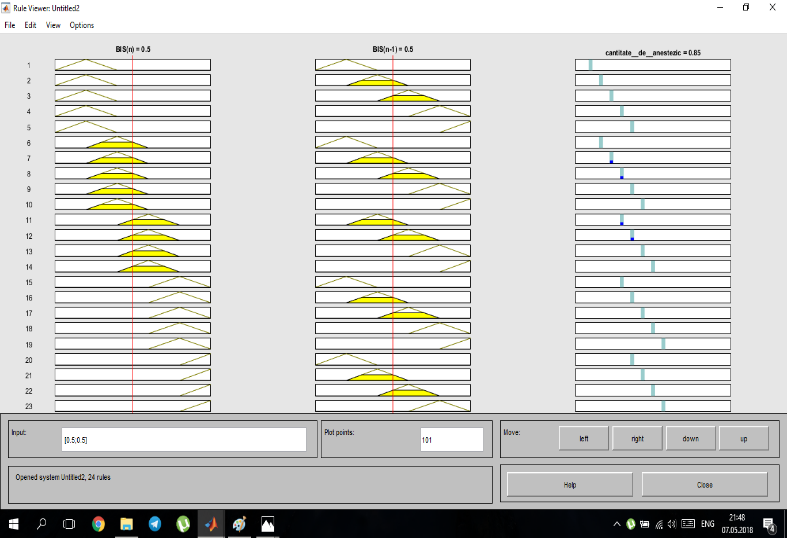 Rule Viewer: Untitled2
File Edit View Options
BIS(n) = 0.5
BIS(n-1) = 0.5
cantitate__de__anestezic = 0.85
1
2
3
4
5
6
7
8
9
10
11
12
13
14
15
16
17
18
19
20
21
22
23
Input:
[0.5;0.5]
Plot points:
101
Move:
left
right
down
up
Opened system Untitled2, 24 rules
Help
Close
ENG
21:48
07.05.2018
4